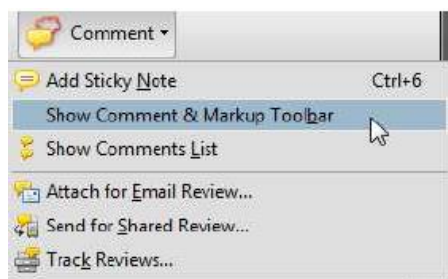 Comment
Add Sticky Note Ctrl+6
Show Comment & Markup Toolbar
Show Comments List
Attach for Email Review...
Send for Shared Review...
Track Reviews...